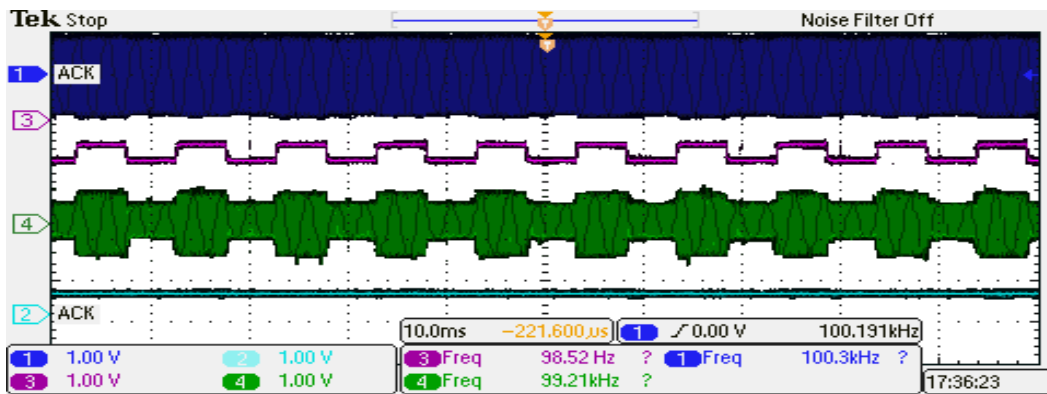 Tek Stop Noise Filter Off
1 ACK
3
4
2 ACK
10.0ms -221.600µs 1 0.00 V 100.191kHz
1 1.00 V 2 1.00 V 3 Freq 98.52 Hz ? 1 Freq 100.3kHz ?
3 1.00 V 4 1.00 V 4 Freq 99.21kHz ? 17:36:23